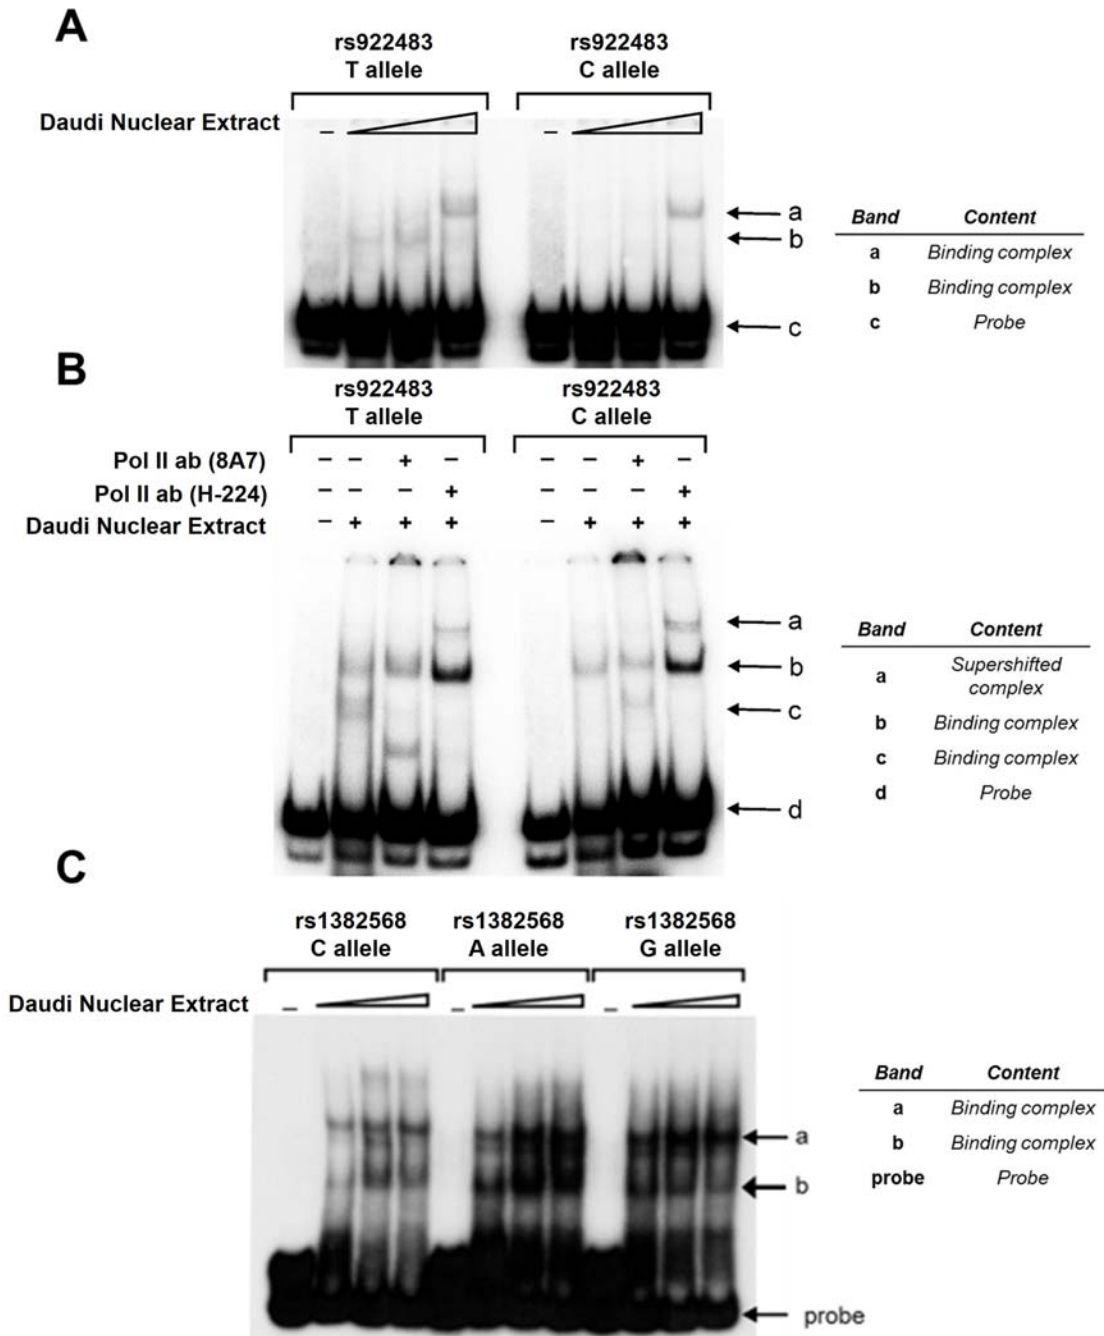 A
rs922483 T allele
rs922483 C allele
Daudi Nuclear Extract
–
–
a
b
c
Band Content
a Binding complex
b Binding complex
c Probe
B
rs922483 T allele
rs922483 C allele
Pol II ab (8A7) – – + – – – + –
Pol II ab (H-224) – – – + – – – +
Daudi Nuclear Extract – + + + – + + +
a
b
c
d
Band Content
a Supershifted complex
b Binding complex
c Binding complex
d Probe
C
rs1382568 C allele
rs1382568 A allele
rs1382568 G allele
Daudi Nuclear Extract – – –
a
b
probe
Band Content
a Binding complex
b Binding complex
probe Probe